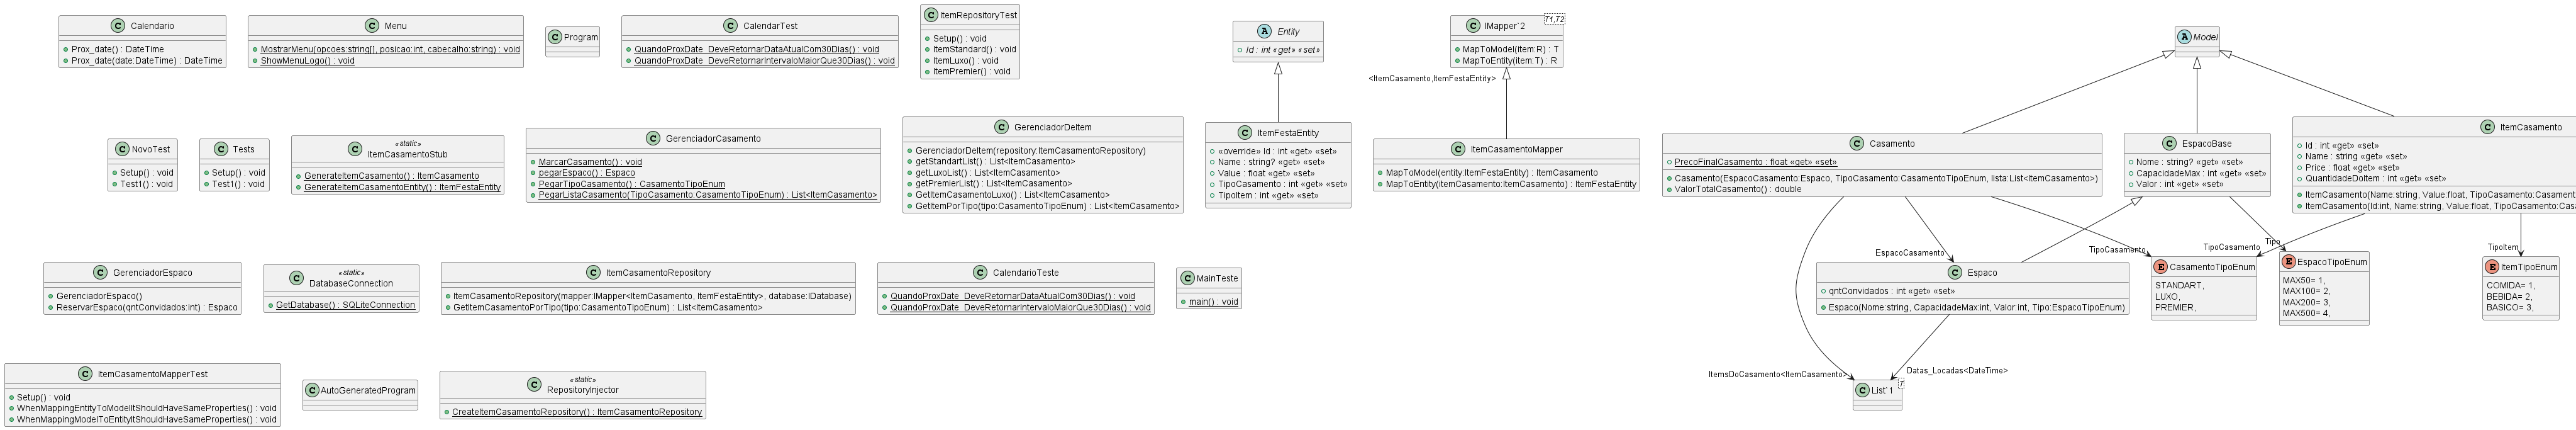 Calendario
Prox_date() : DateTime
Prox_date(date:DateTime) : DateTime
Menu
MostrarMenu(opcoes:string[], posicao:int, cabecalho:string) : void
ShowMenuLogo() : void
Program
CalendarTest
QuandoProxDate_DeveRetornarDataAtualCom30Dias() : void
QuandoProxDate_DeveRetornarIntervaloMaiorQue30Dias() : void
ItemRepositoryTest
Setup() : void
ItemStandard() : void
ItemLuxo() : void
ItemPremier() : void
Entity
Id : int «get» «set»
IMapper`2
T1,T2
MapToModel(item:R) : T
MapToEntity(item:T) : R
<ItemCasamento,ItemFestaEntity>
Model
NovoTest
Setup() : void
Test1() : void
Tests
Setup() : void
Test1() : void
«static»
ItemCasamentoStub
GenerateItemCasamento() : ItemCasamento
GenerateItemCasamentoEntity() : ItemFestaEntity
GerenciadorCasamento
MarcarCasamento() : void
pegarEspaco() : Espaco
PegarTipoCasamento() : CasamentoTipoEnum
PegarListaCasamento(TipoCasamento:CasamentoTipoEnum) : List<ItemCasamento>
GerenciadorDeItem
GerenciadorDeItem(repository:ItemCasamentoRepository)
getStandartList() : List<ItemCasamento>
getLuxoList() : List<ItemCasamento>
getPremierList() : List<ItemCasamento>
GetItemCasamentoLuxo() : List<ItemCasamento>
GetItemPorTipo(tipo:CasamentoTipoEnum) : List<ItemCasamento>
ItemFestaEntity
«override» Id : int «get» «set»
Name : string? «get» «set»
Value : float «get» «set»
TipoCasamento : int «get» «set»
TipoItem : int «get» «set»
ItemCasamentoMapper
MapToModel(entity:ItemFestaEntity) : ItemCasamento
MapToEntity(itemCasamento:ItemCasamento) : ItemFestaEntity
Casamento
PrecoFinalCasamento : float «get» «set»
Casamento(EspacoCasamento:Espaco, TipoCasamento:CasamentoTipoEnum, lista:List<ItemCasamento>)
ValorTotalCasamento() : double
EspacoBase
Nome : string? «get» «set»
CapacidadeMax : int «get» «set»
Valor : int «get» «set»
ItemCasamento
Id : int «get» «set»
Name : string «get» «set»
Price : float «get» «set»
QuantidadeDoItem : int «get» «set»
ItemCasamento(Name:string, Value:float, TipoCasamento:Casament
ItemCasamento(Id:int, Name:string, Value:float, TipoCasamento:Casa
EspacoCasamento
TipoCasamento
TipoCasamento
Tipo
TipoItem
GerenciadorEspaco
GerenciadorEspaco()
ReservarEspaco(qntConvidados:int) : Espaco
«static»
DatabaseConnection
GetDatabase() : SQLiteConnection
ItemCasamentoRepository
ItemCasamentoRepository(mapper:IMapper<ItemCasamento, ItemFestaEntity>, database:IDatabase)
GetItemCasamentoPorTipo(tipo:CasamentoTipoEnum) : List<ItemCasamento>
CalendarioTeste
QuandoProxDate_DeveRetornarDataAtualCom30Dias() : void
QuandoProxDate_DeveRetornarIntervaloMaiorQue30Dias() : void
MainTeste
main() : void
Espaco
qntConvidados : int «get» «set»
Espaco(Nome:string, CapacidadeMax:int, Valor:int, Tipo:EspacoTipoEnum)
CasamentoTipoEnum
STANDART,
LUXO,
PREMIER,
EspacoTipoEnum
MAX50= 1,
MAX100= 2,
MAX200= 3,
MAX500= 4,
ItemTipoEnum
COMIDA= 1,
BEBIDA= 2,
BASICO= 3,
ItemCasamentoMapperTest
Setup() : void
WhenMappingEntityToModelItShouldHaveSameProperties() : void
WhenMappingModelToEntityItShouldHaveSameProperties() : void
AutoGeneratedProgram
«static»
RepositoryInjector
CreateItemCasamentoRepository() : ItemCasamentoRepository
ItemsDoCasamento<ItemCasamento>
Datas_Locadas<DateTime>
List`1
T